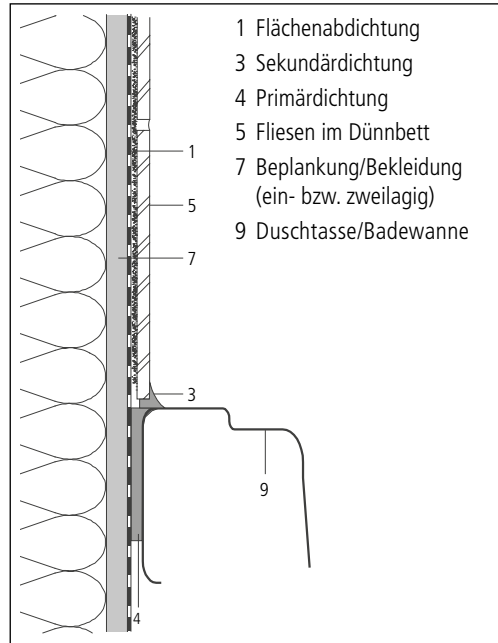 1 Flächenabdichtung
3 Sekundärdichtung
4 Primärdichtung
5 Fliesen im Dünnbett
7 Beplankung/Bekleidung
(ein- bzw. zweilagig)
9 Duschtasse/Badewanne
1
5
7
3
9
4